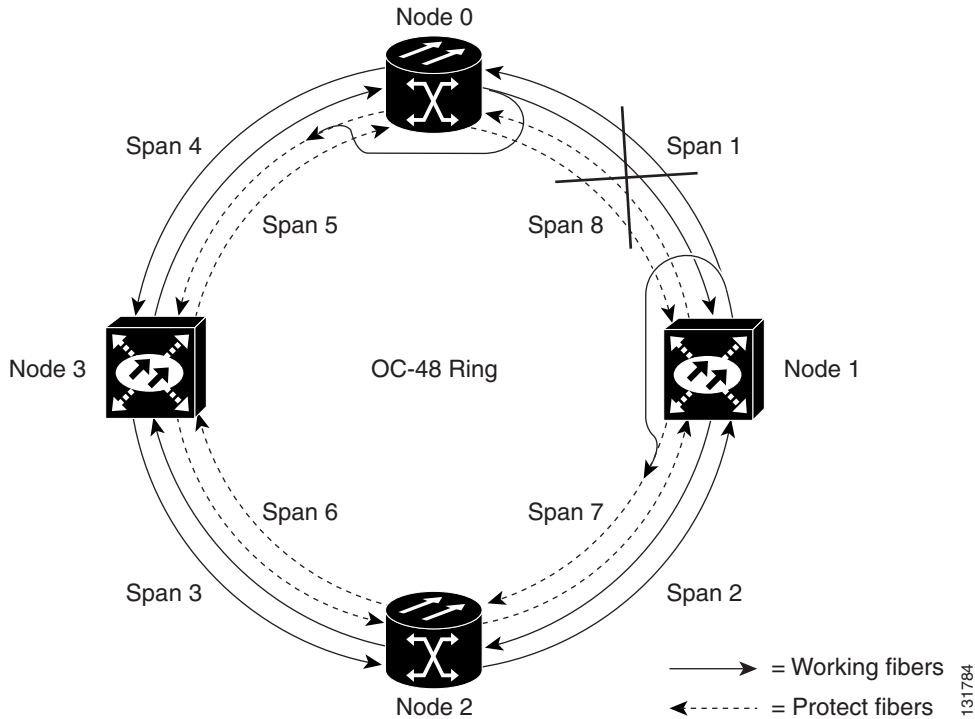 Node 0
Span 4
Span 1
Span 5
Span 8
Node 3
OC-48 Ring
Node 1
Span 6
Span 7
Span 3
Span 2
Node 2
= Working fibers
= Protect fibers
131784